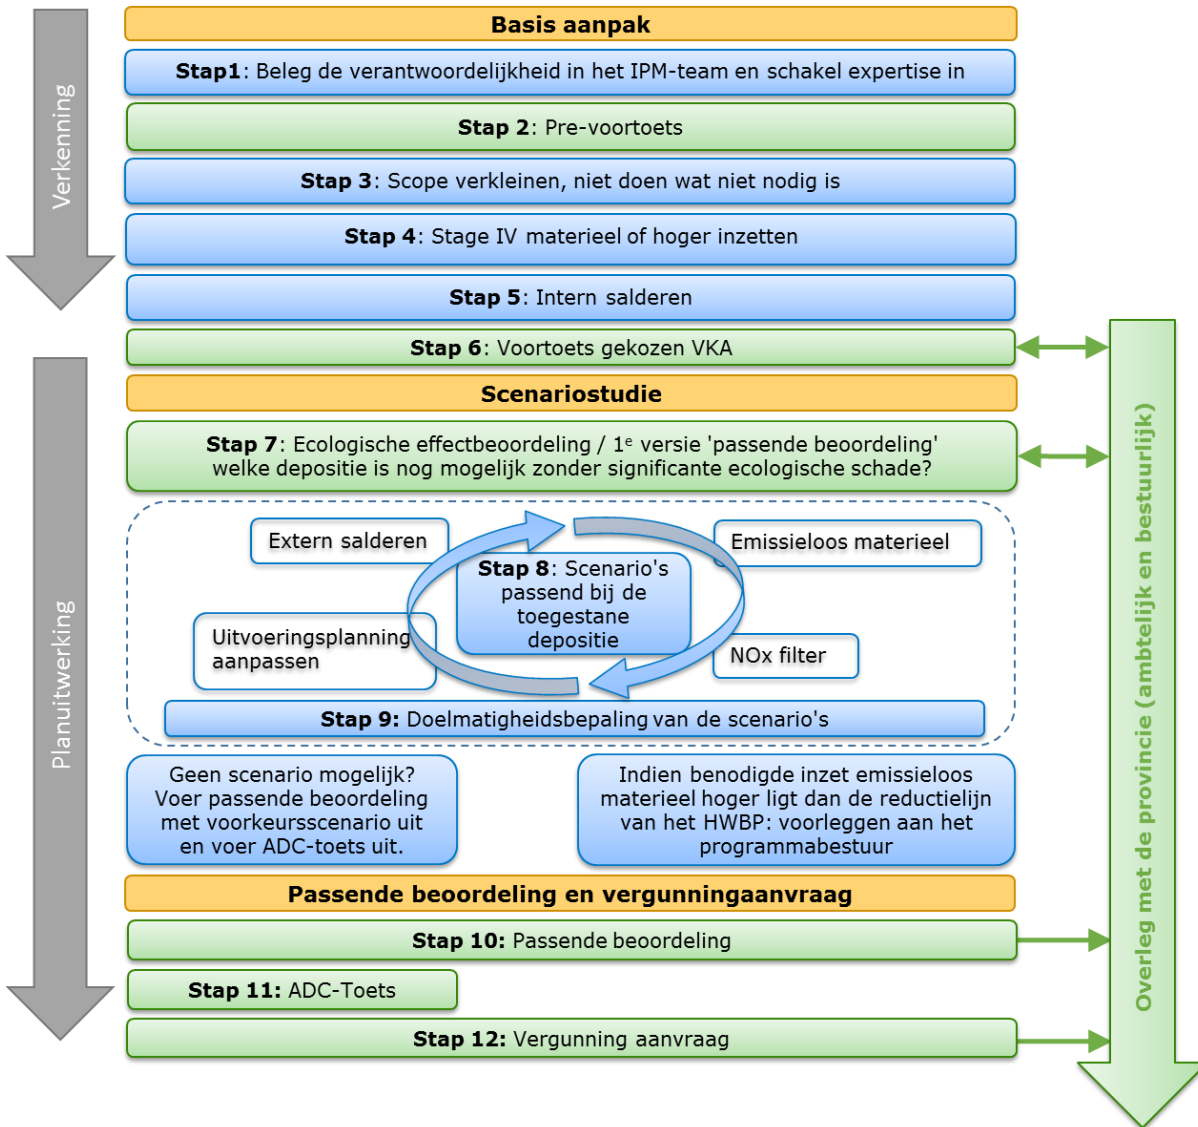 Basis aanpak
Stap1: Beleg de verantwoordelijkheid in het IPM-team en schakel expertise in
Stap 2: Pre-voortoets
Stap 3: Scope verkleinen, niet doen wat niet nodig is
Stap 4: Stage IV materieel of hoger inzetten
Stap 5: Intern salderen
Verkenning
Stap 6: Voortoets gekozen VKA
Scenariostudie
Stap 7: Ecologische effectbeoordeling / 1e versie 'passende beoordeling'
welke depositie is nog mogelijk zonder significante ecologische schade?
Extern salderen
Emissieloos materieel
Stap 8: Scenario's
passend bij de
toegestane
depositie
Uitvoeringsplanning
aanpassen
NOx filter
Stap 9: Doelmatigheidsbepaling van de scenario's
Geen scenario mogelijk?
Voer passende beoordeling
met voorkeursscenario uit
en voer ADC-toets uit.
Indien benodigde inzet emissieloos
materieel hoger ligt dan de reductielijn
van het HWBP: voorleggen aan het
programmabestuur
Passende beoordeling en vergunningaanvraag
Stap 10: Passende beoordeling
Stap 11: ADC-Toets
Stap 12: Vergunning aanvraag
Planuitwerking
Overleg met de provincie (ambtelijk en bestuurlijk)